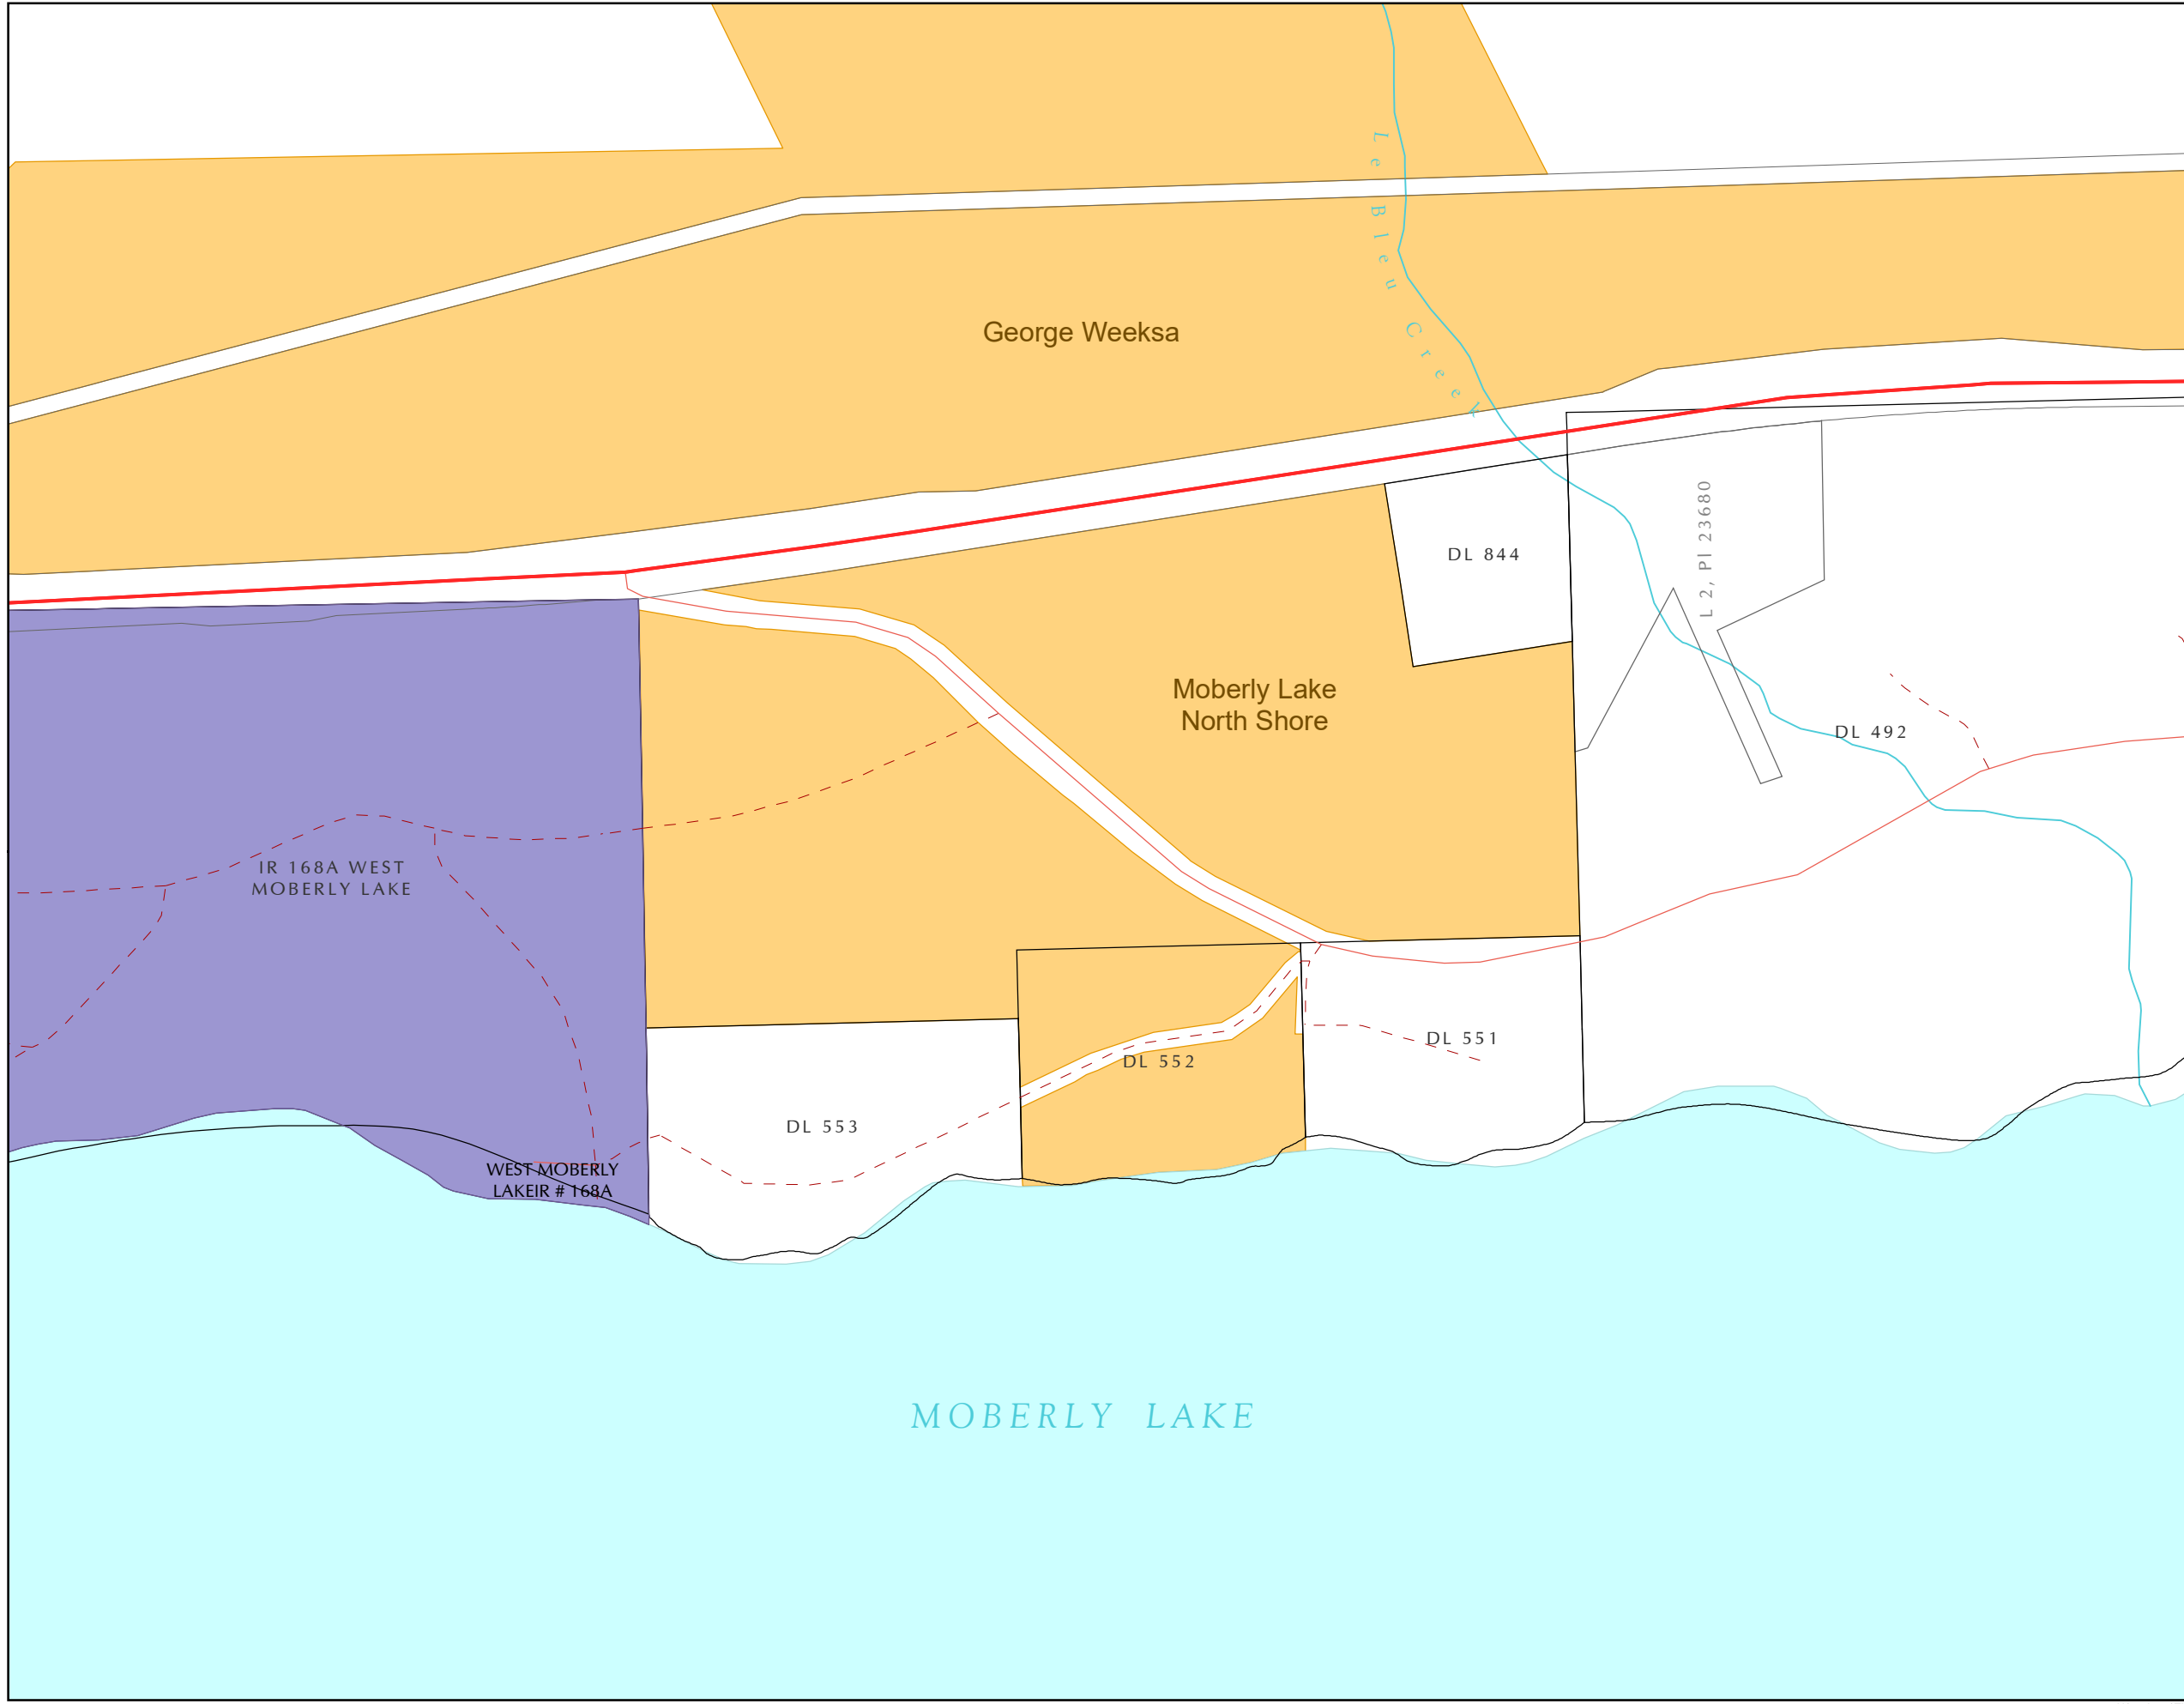 Le Bleu Creek
George Weeksa
L 2, Pl 23680
DL 844
Moberly Lake
North Shore
DL 492
IR 168A WEST
MOBERLY LAKE
DL 551
DL 552
DL 553
WEST MOBERLY
LAKEIR # 168A
MOBERLY LAKE